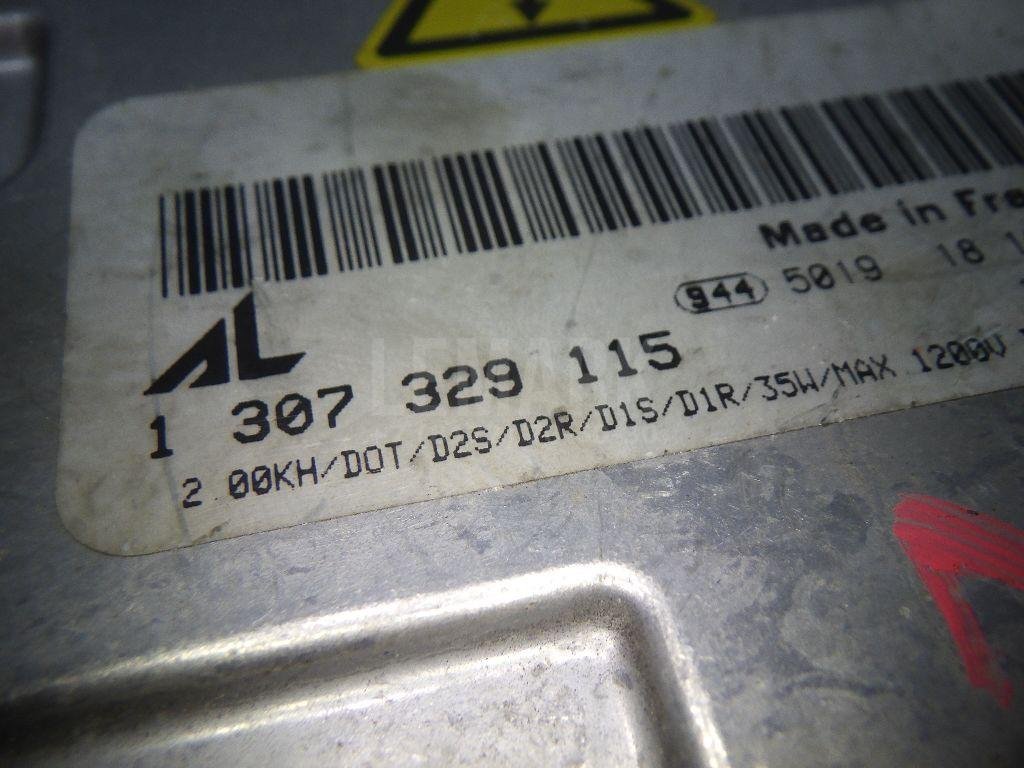 Made in
944 5019 18
AL
1 307 329 115
2 00KH/DOT/D2S/D2R/D1S/D1R/35W/MAX 1200V